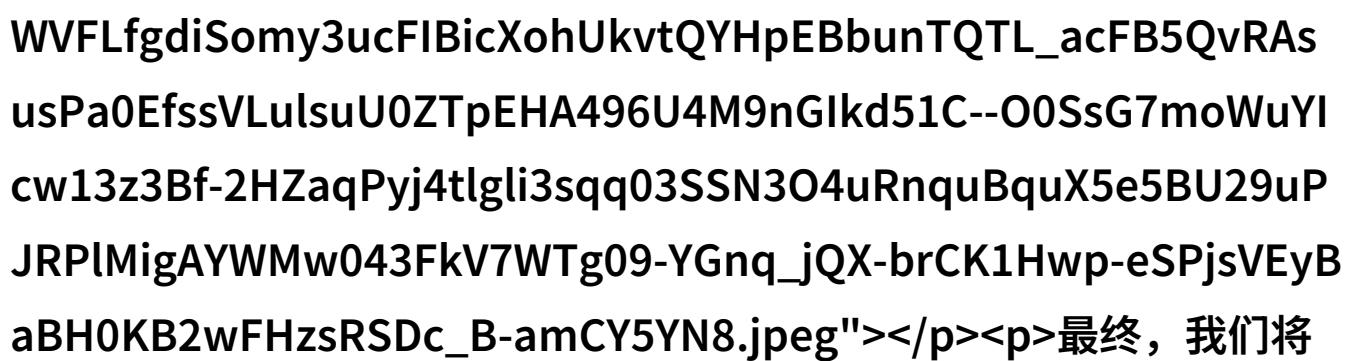 WVFLfgdiSomy3ucFIBicXohUkvtQYHpEBbunTQTL_acFB5QvRAs
usPa0EfssVLulsuU0ZTpEHA496U4M9nGIkd51C--O0SsG7moWuYI
cw13z3Bf-2HZaqPyj4tlgli3sqq03SSN3O4uRnquBquX5e5BU29uP
JRPlMigAYWMw043FkV7WTg09-YGnq_jQX-brCK1Hwp-eSPjsVEyB
aBH0KB2wFHzsRSDc_B-amCY5YN8.jpeg"></p><p>最终，我们将